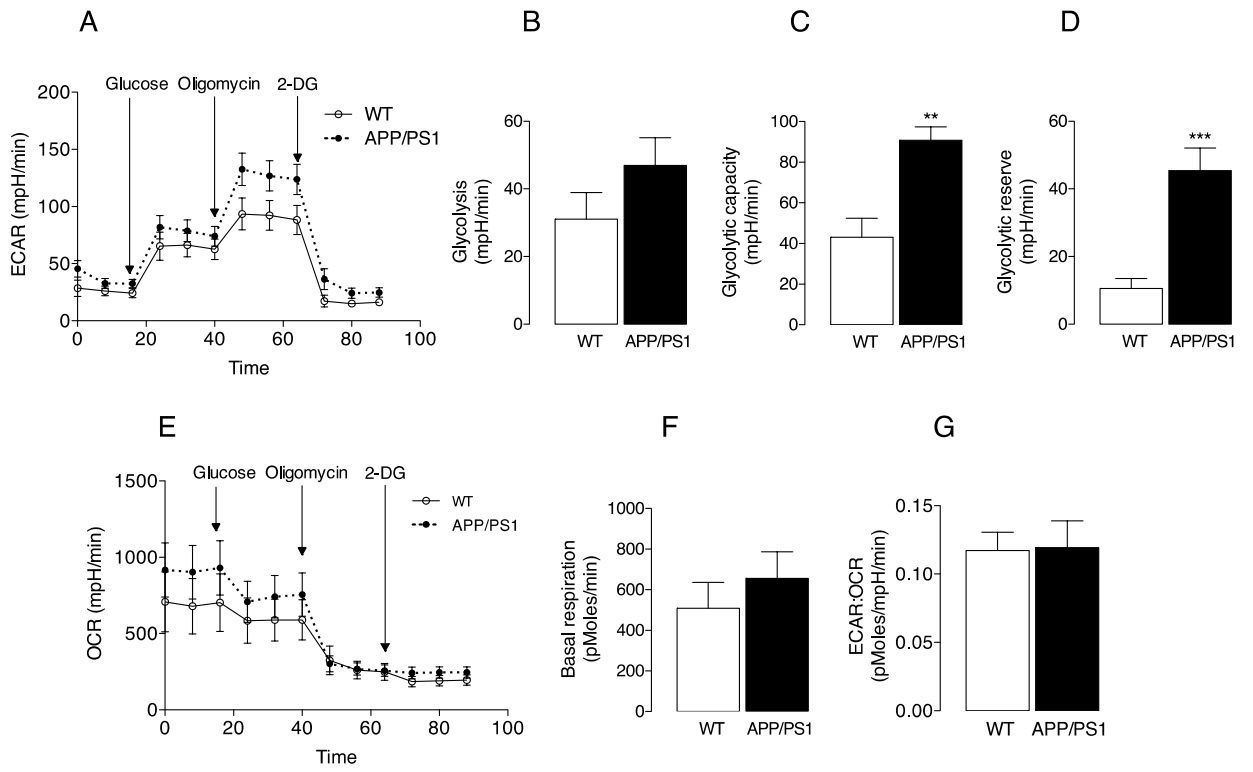 A
Glucose Oligomycin 2-DG
WT
APP/PS1
ECAR (mpH/min)
200
150
100
50
0
0 20 40 60 80 100
Time
B
Glycolysis
(mpH/min)
60
40
20
0
WT APP/PS1
C
Glycolytic capacity
(mpH/min)
100
80
60
40
20
0
**
WT APP/PS1
D
Glycolytic reserve
(mpH/min)
60
40
20
0
***
WT APP/PS1
E
Glucose Oligomycin 2-DG
WT
APP/PS1
OCR (mpH/min)
1500
1000
500
0
0 20 40 60 80 100
Time
F
Basal respiration
(pMoles/min)
1000
800
600
400
200
0
WT APP/PS1
G
ECAR:OCR
(pMoles/mpH/min)
0.15
0.10
0.05
0.00
WT APP/PS1